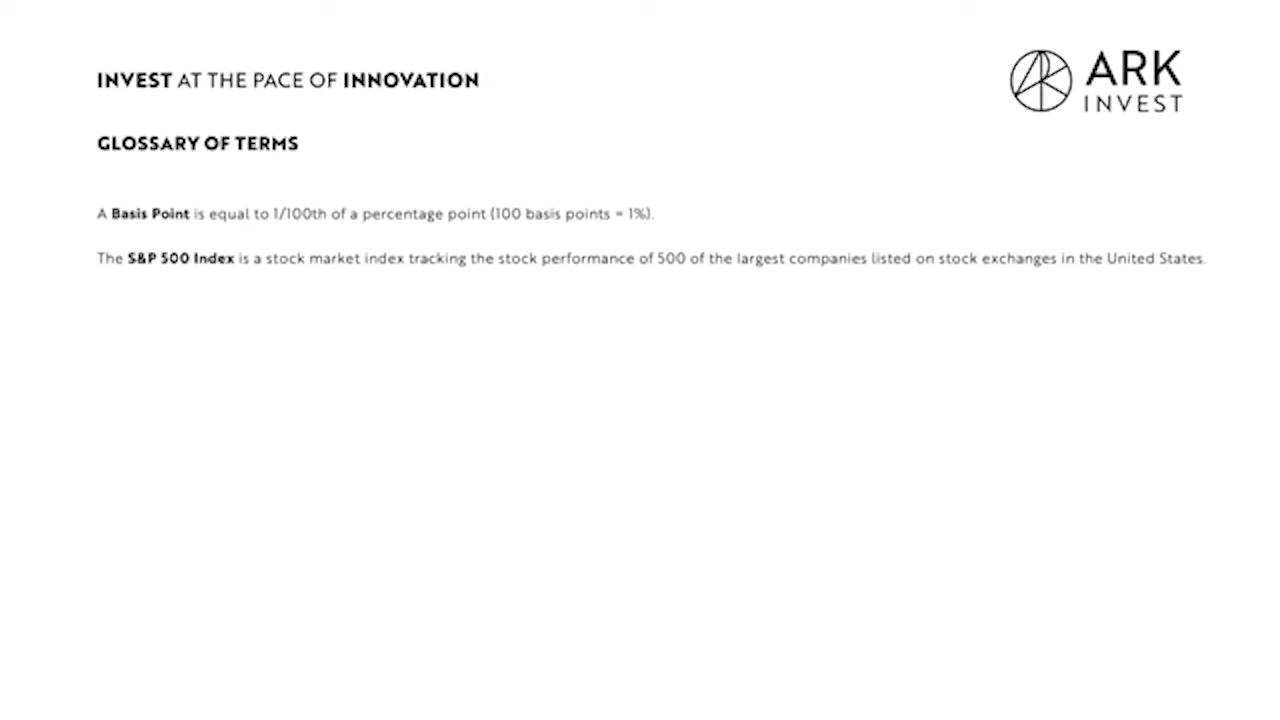 INVEST AT THE PACE OF INNOVATION
ARK
INVEST
GLOSSARY OF TERMS
A Basis Point is equal to 1/100th of a percentage point (100 basis points = 1%).
The S&P 500 Index is a stock market index tracking the stock performance of 500 of the largest companies listed on stock exchanges in the United States.